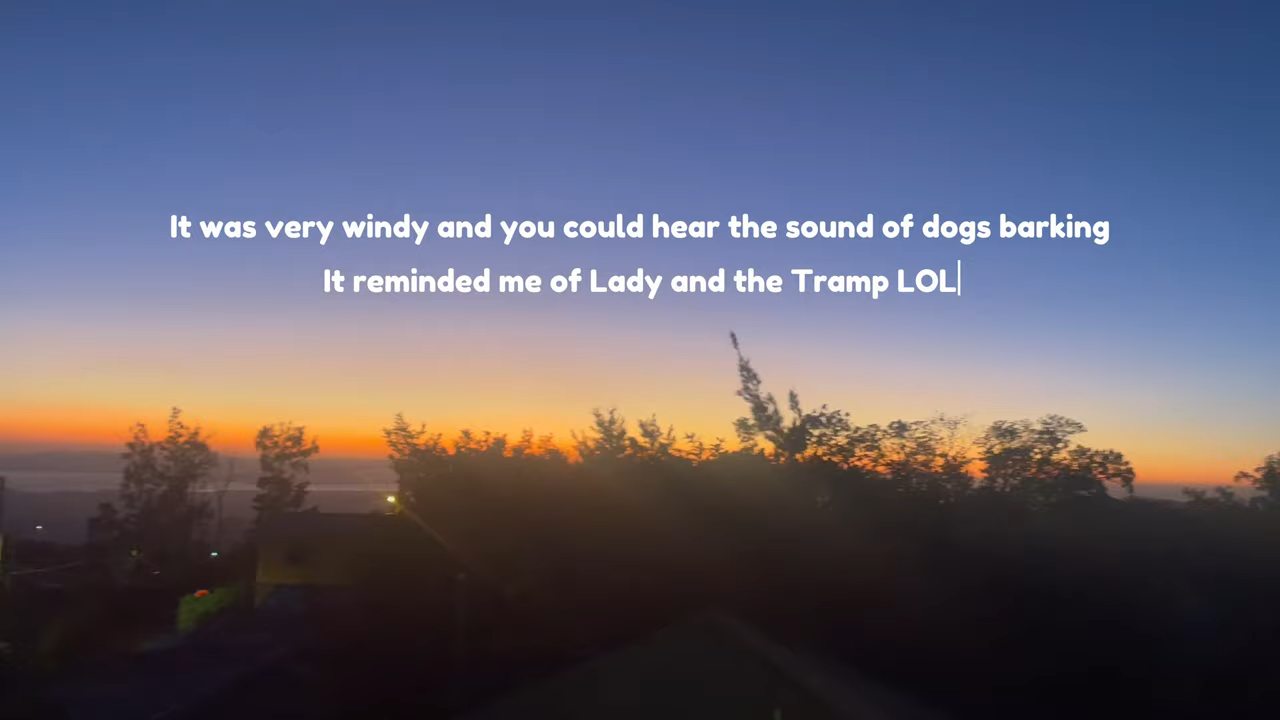 It was very windy and you could hear the sound of dogs barking
It reminded me of Lady and the Tramp LOL